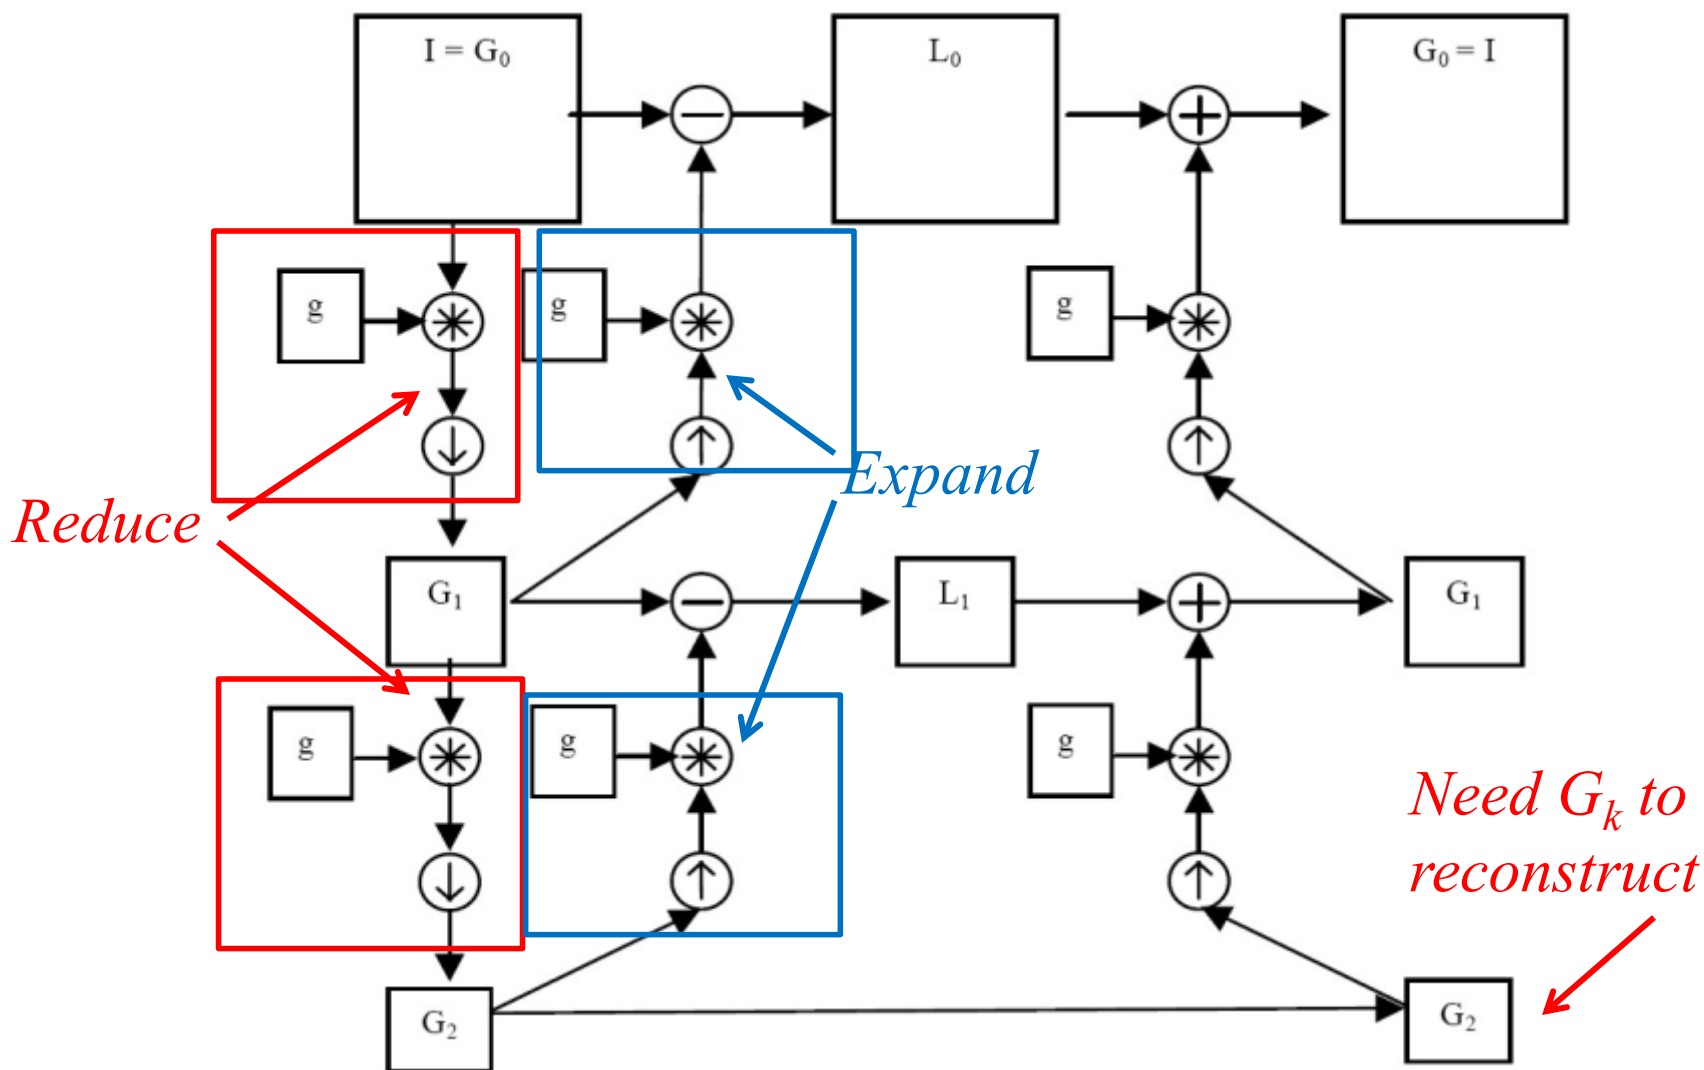 I = G₀
L₀
G₀ = I
g
g
g
Expand
Reduce
G₁
L₁
G₁
g
g
g
Need Gₖ to
reconstruct
G₂
G₂